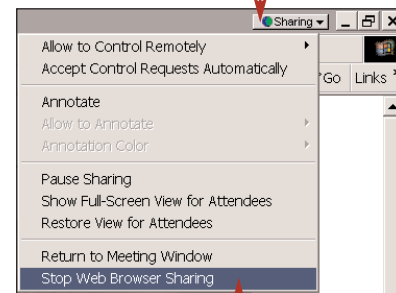 Sharing
Allow to Control Remotely
Accept Control Requests Automatically
Go Links
Annotate
Allow to Annotate
Annotation Color
Pause Sharing
Show Full-Screen View for Attendees
Restore View for Attendees
Return to Meeting Window
Stop Web Browser Sharing